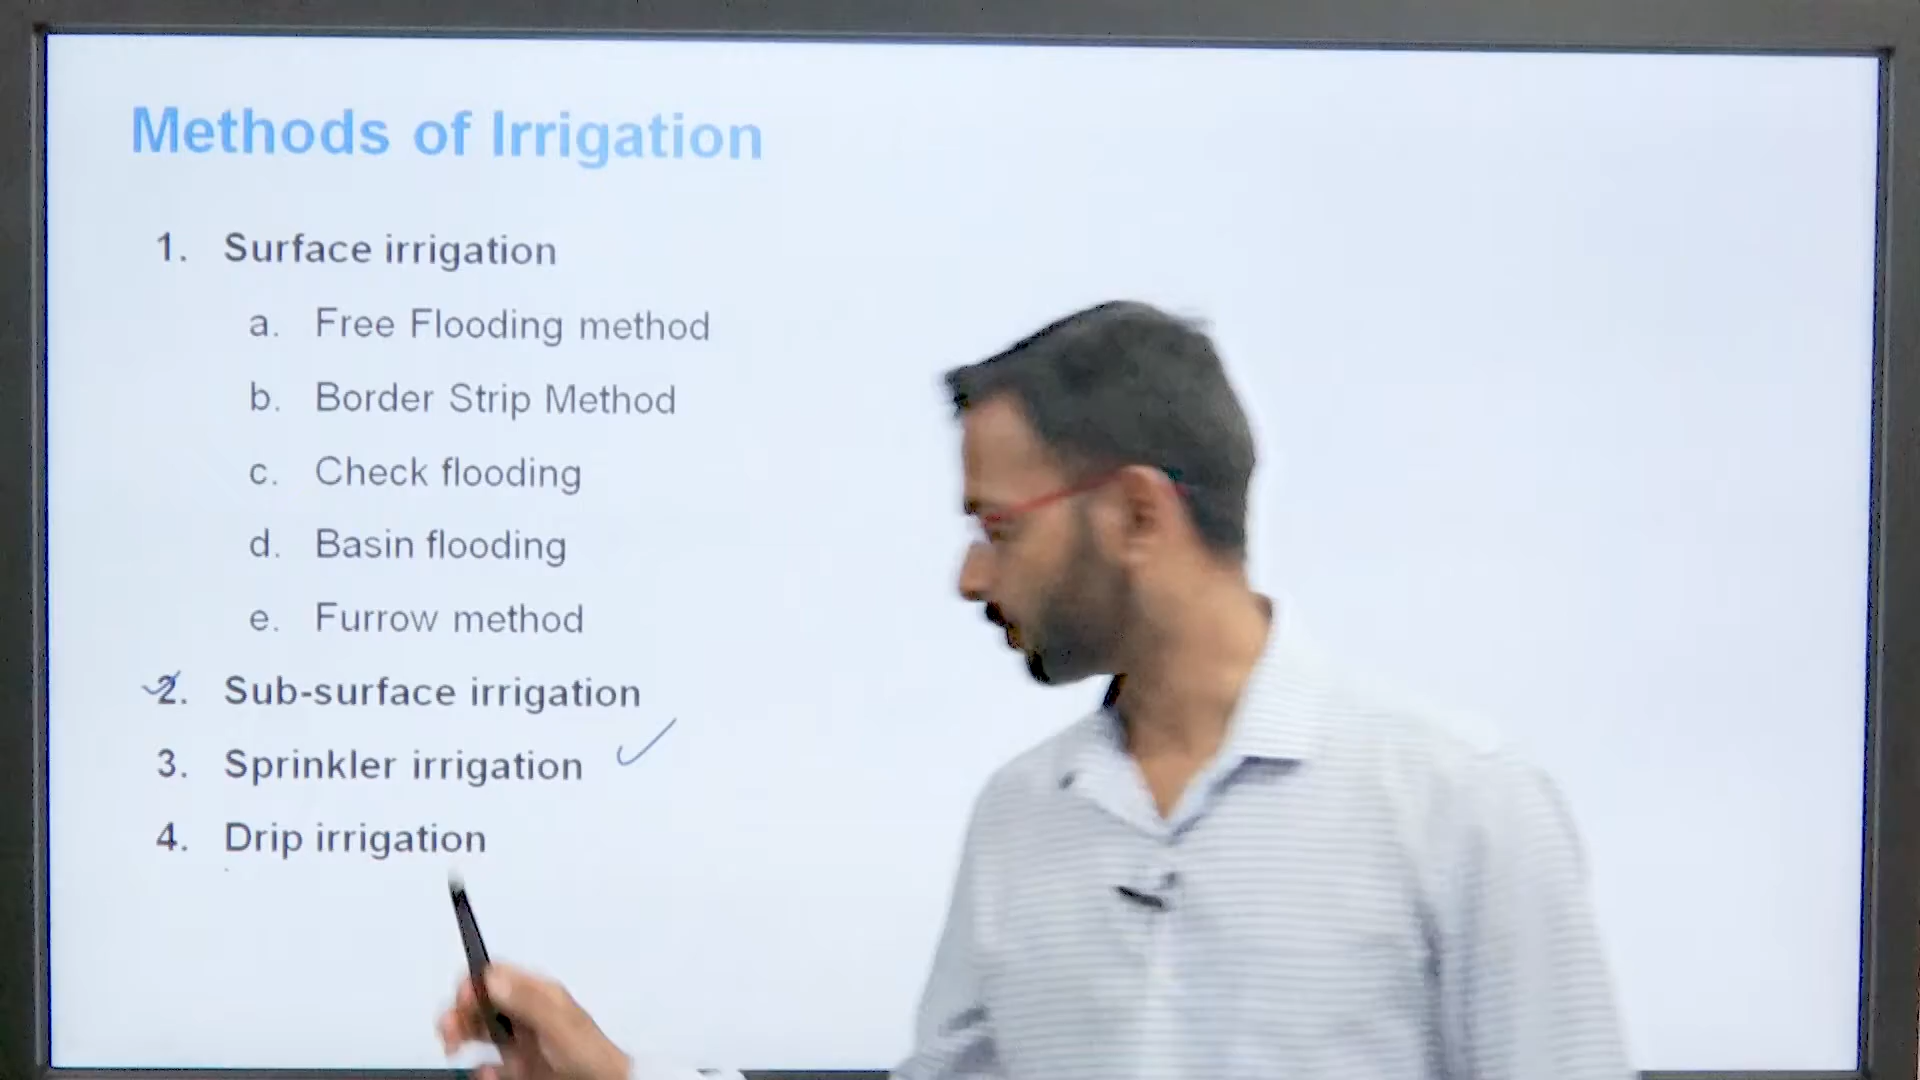 Methods of Irrigation
1. Surface irrigation
a. Free Flooding method
b. Border Strip Method
c. Check flooding
d. Basin flooding
e. Furrow method
2. Sub-surface irrigation
3. Sprinkler irrigation
4. Drip irrigation